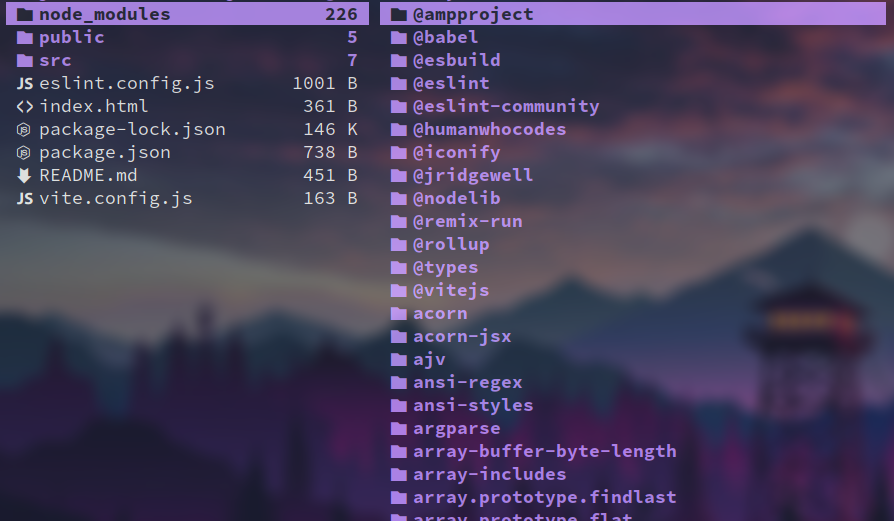 node_modules 226
public 5
src 7
JS eslint.config.js 1001 B
<> index.html 361 B
package-lock.json 146 K
package.json 738 B
README.md 451 B
JS vite.config.js 163 B
@ampproject
@babel
@esbuild
@eslint
@eslint-community
@humanwhocodes
@iconify
@jridgewell
@nodelib
@remix-run
@rollup
@types
@vitejs
acorn
acorn-jsx
ajv
ansi-regex
ansi-styles
argparse
array-buffer-byte-length
array-includes
array.prototype.findlast
array.prototype.flat